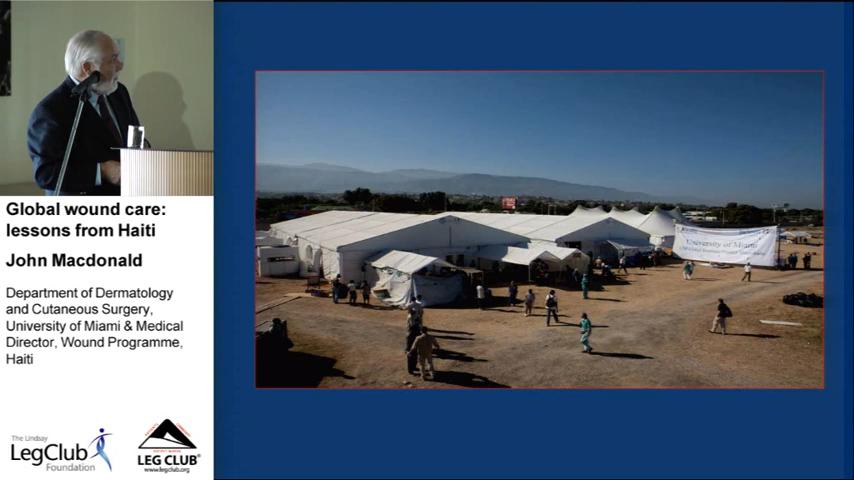 Global wound care:
lessons from Haiti
John Macdonald
Department of Dermatology
and Cutaneous Surgery,
University of Miami & Medical
Director, Wound Programme,
Haiti
The Lindsay
LegClub
Foundation
LEG CLUB®
www.legclub.org
University of Miami